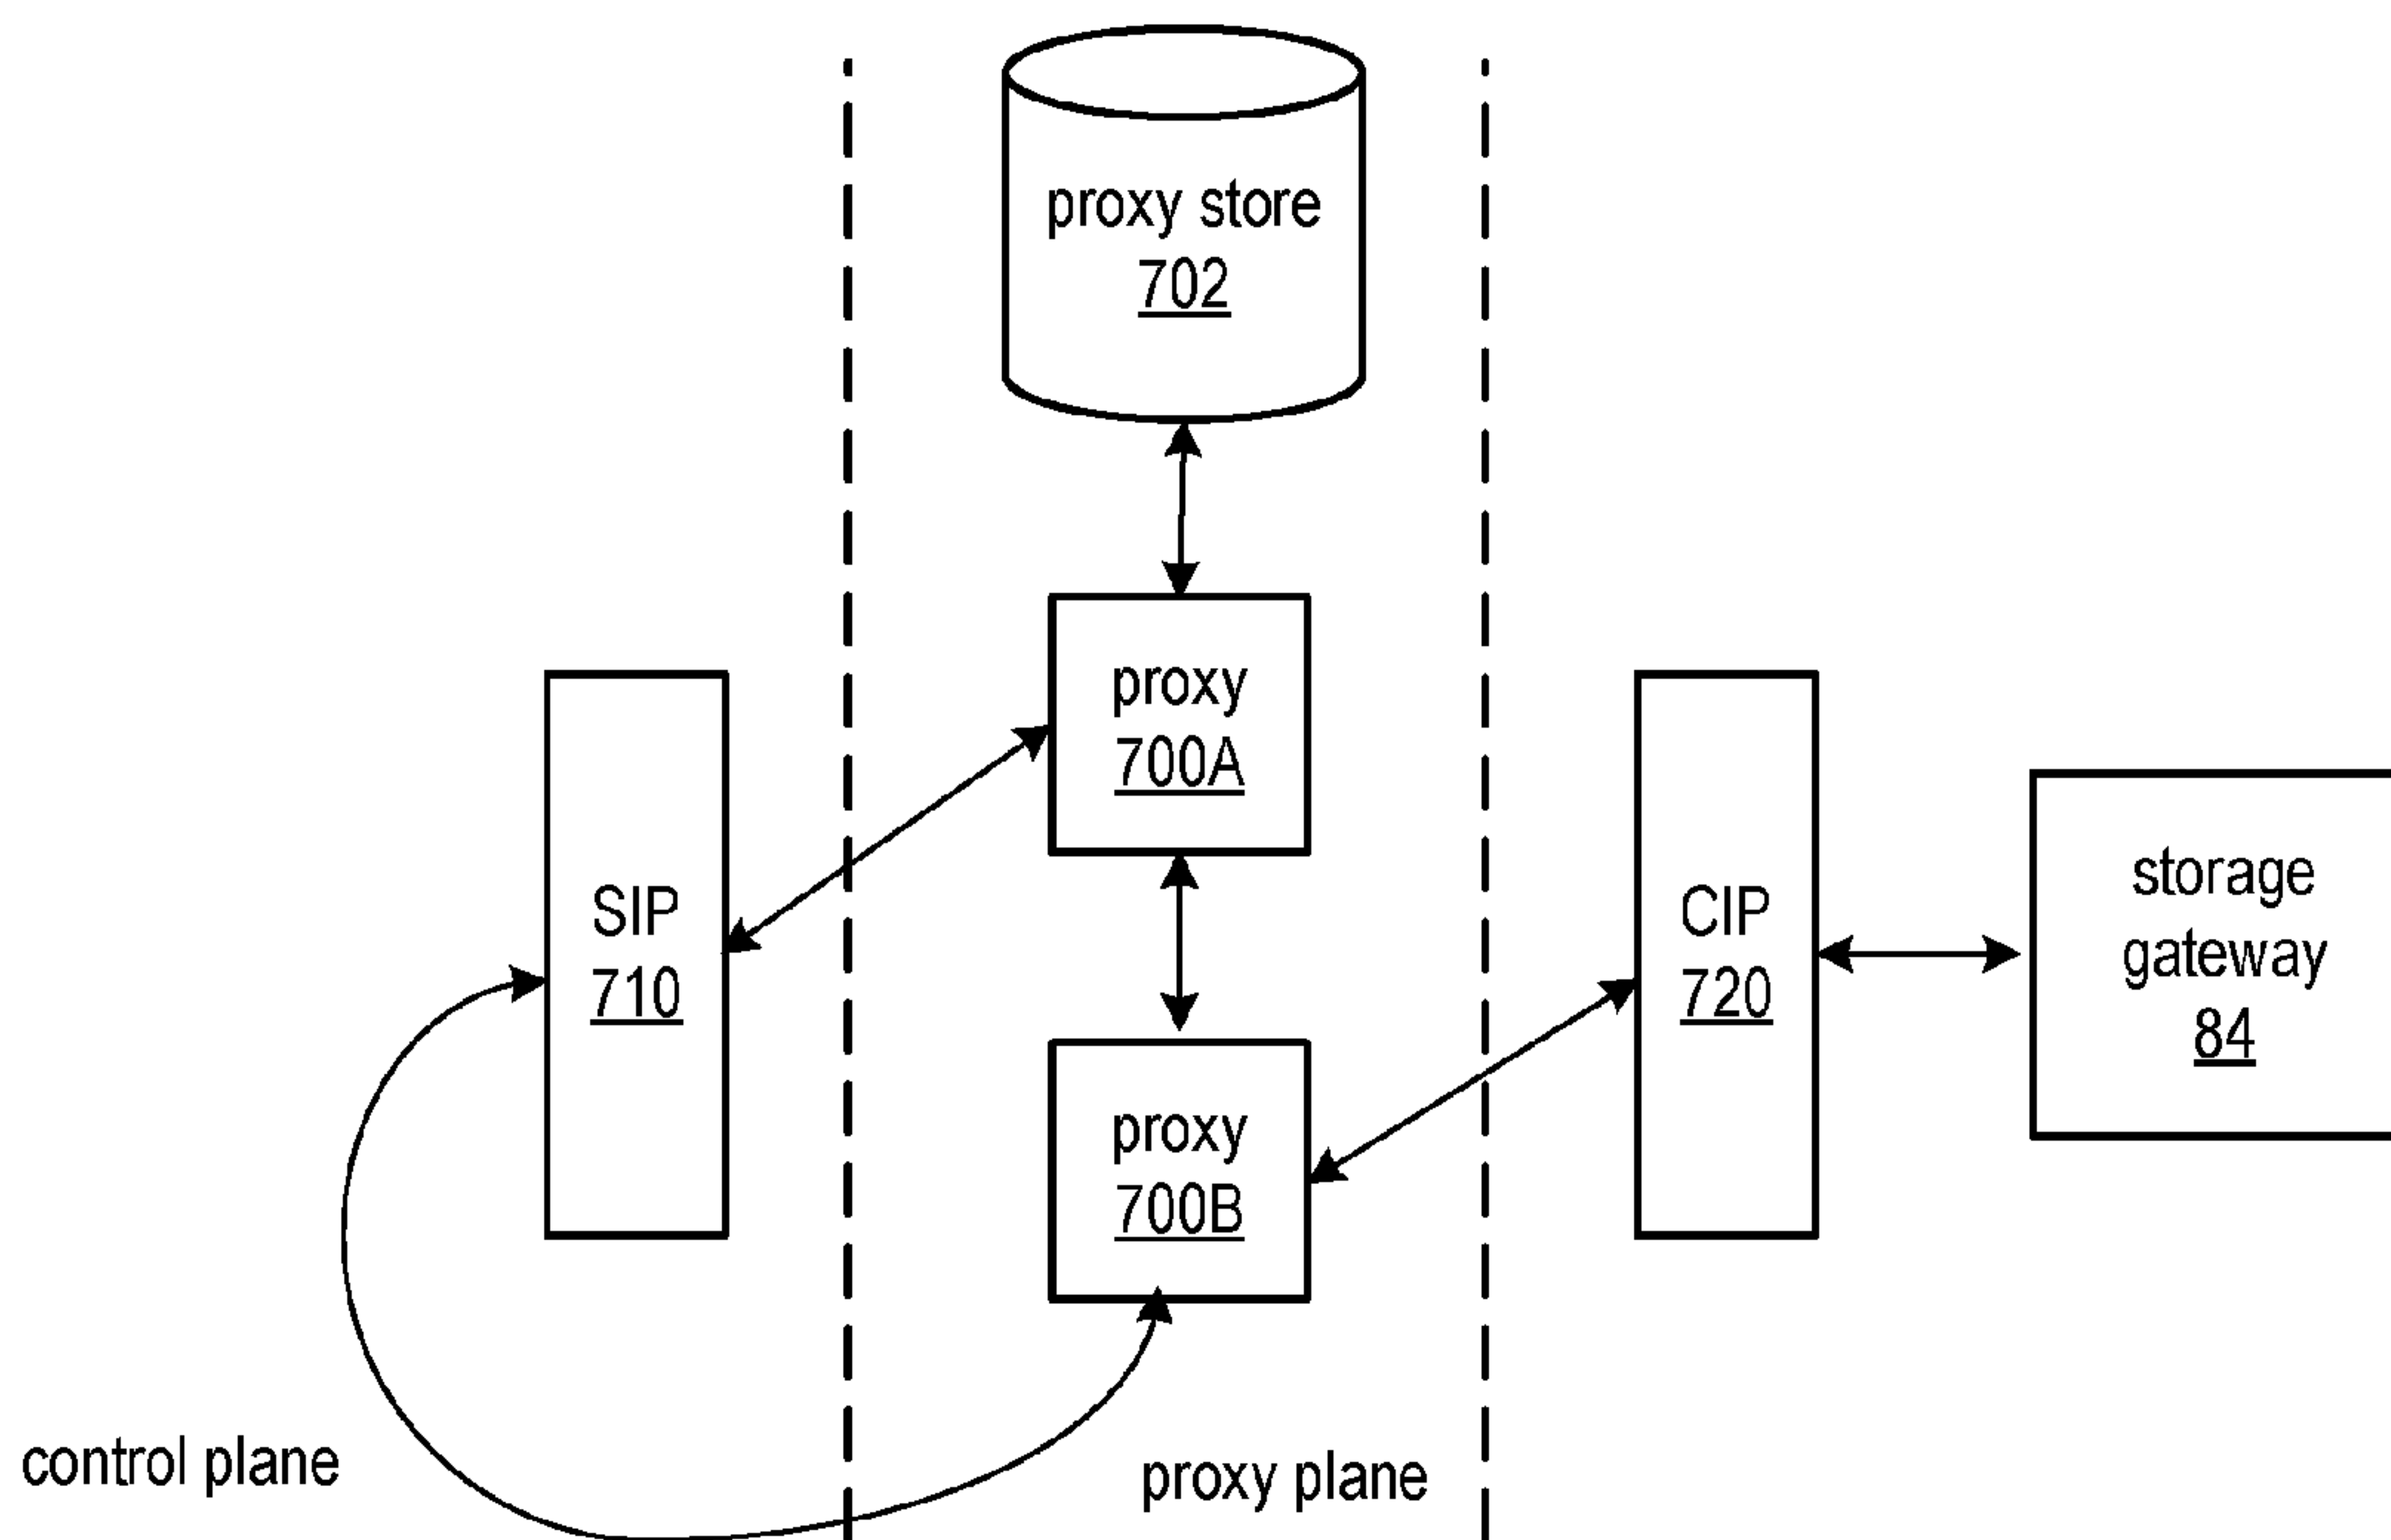 proxy store
702
proxy
700A
SIP
710
CIP
720
storage
gateway
84
proxy
700B
control plane
proxy plane